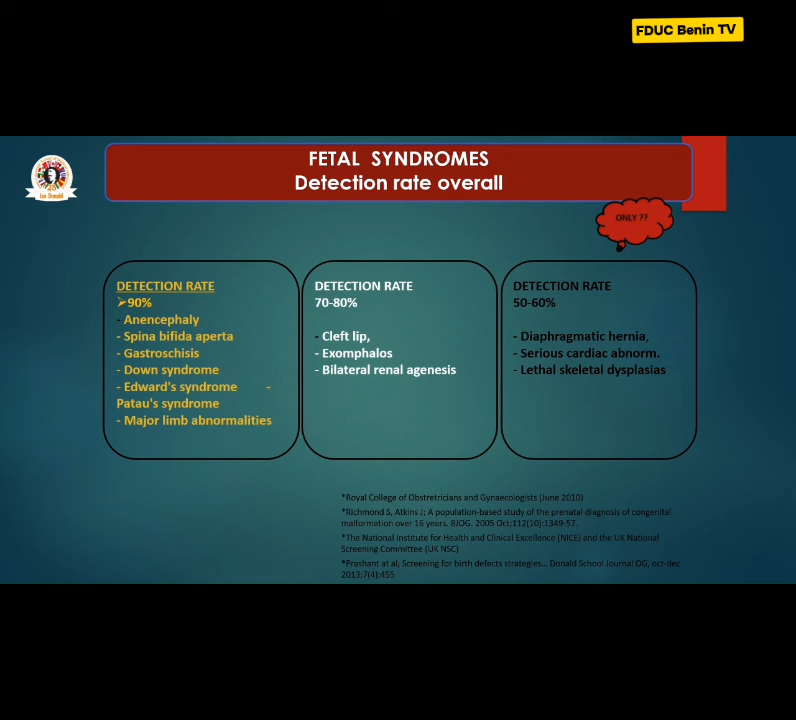 FDUC Benin TV
FETAL SYNDROMES
Detection rate overall
Ian Donald
ONLY ??
DETECTION RATE
➢90%
- Anencephaly
- Spina bifida aperta
- Gastroschisis
- Down syndrome
- Edward's syndrome -
Patau's syndrome
- Major limb abnormalities
DETECTION RATE
70-80%
- Cleft lip,
- Exomphalos
- Bilateral renal agenesis
DETECTION RATE
50-60%
- Diaphragmatic hernia,
- Serious cardiac abnorm.
- Lethal skeletal dysplasias
*Royal College of Obstretricians and Gynaecologists (June 2010)
*Richmond S, Atkins J; A population-based study of the prenatal diagnosis of congenital
malformation over 16 years. BJOG. 2005 Oct;112(10):1349-57.
*The National Institute for Health and Clinical Excellence (NICE) and the UK National
Screening Committee (UK NSC)
*Prashant at al, Screening for birth defects strategies... Donald School Journal OG, oct-dec
2013;7(4):455